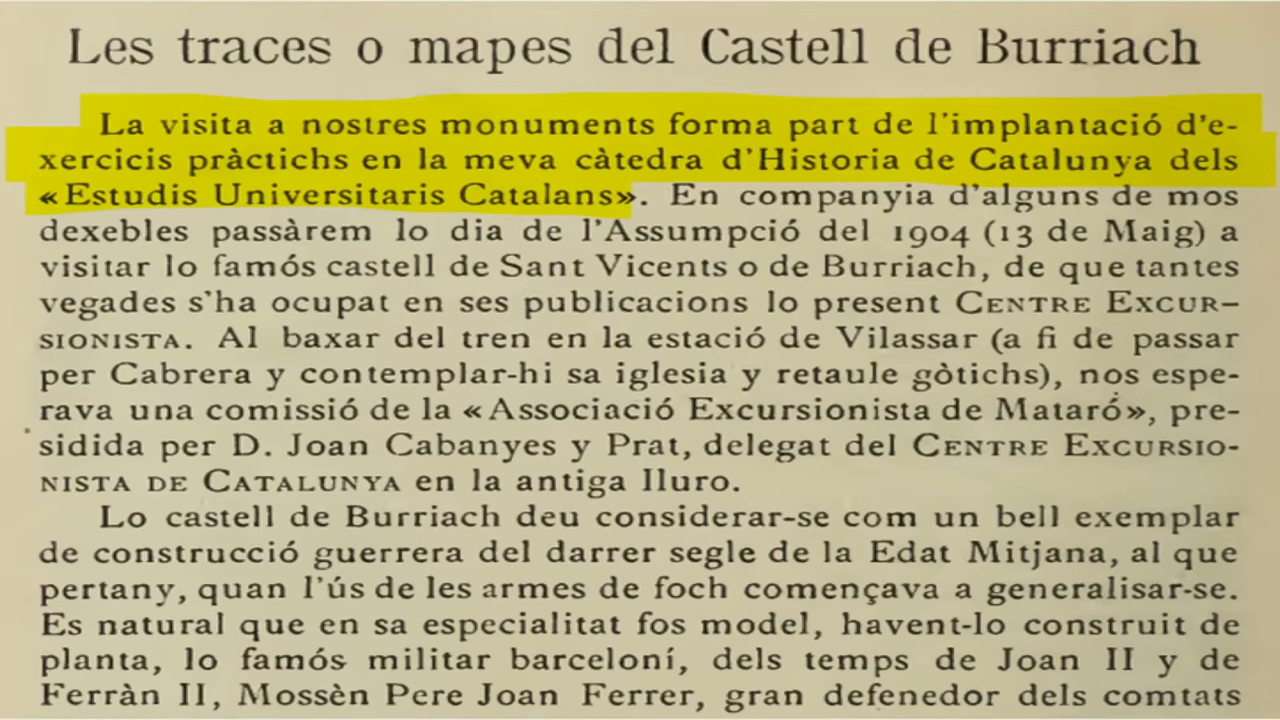 Les traces o mapes del Castell de Burriach
La visita a nostres monuments forma part de l'implantació d'e-
xercicis pràctichs en la meva càtedra d'Historia de Catalunya dels
«Estudis Universitaris Catalans». En companyia d'alguns de mos
dexebles passàrem lo dia de l'Assumpció del 1904 (13 de Maig) a
visitar lo famós castell de Sant Vicents o de Burriach, de que tantes
vegades s'ha ocupat en ses publicacions lo present CENTRE EXCUR-
SIONISTA. Al baxar del tren en la estació de Vilassar (a fi de passar
per Cabrera y contemplar-hi sa iglesia y retaule gòtichs), nos espe-
rava una comissió de la «Associació Excursionista de Mataró», pre-
sidida per D. Joan Cabanyes y Prat, delegat del CENTRE EXCURSIO-
NISTA DE CATALUNYA en la antiga Iluro.
Lo castell de Burriach deu considerar-se com un bell exemplar
de construcció guerrera del darrer segle de la Edat Mitjana, al que
pertany, quan l'ús de les armes de foch començava a generalisar-se.
Es natural que en sa especialitat fos model, havent-lo construit de
planta, lo famós militar barceloní, dels temps de Joan II y de
Ferràn II, Mossèn Pere Joan Ferrer, gran defenedor dels comtats